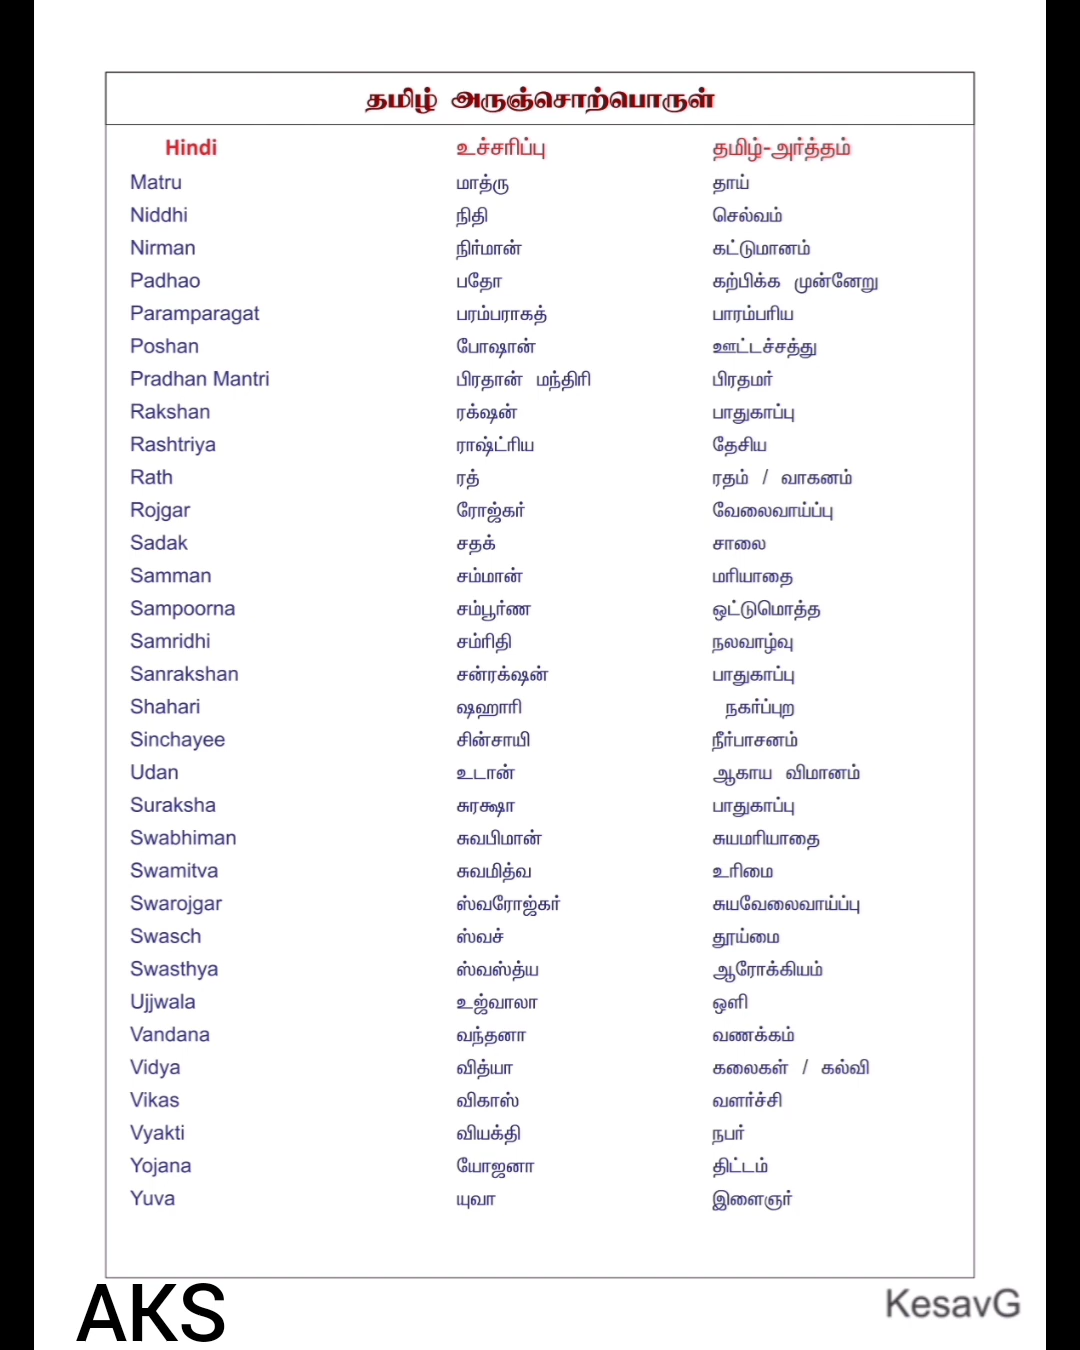 தமிழ் அருஞ்சொற்பொருள்
Hindi உச்சரிப்பு தமிழ்-அர்த்தம்
Matru மாத்ரு தாய்
Niddhi நிதி செல்வம்
Nirman நிர்மான் கட்டுமானம்
Padhao பதோ கற்பிக்க முன்னேறு
Paramparagat பரம்பராகத் பாரம்பரிய
Poshan போஷான் ஊட்டச்சத்து
Pradhan Mantri பிரதான் மந்திரி பிரதமர்
Rakshan ரக்‌ஷன் பாதுகாப்பு
Rashtriya ராஷ்ட்ரிய தேசிய
Rath ரத் ரதம் / வாகனம்
Rojgar ரோஜ்கர் வேலைவாய்ப்பு
Sadak சதக் சாலை
Samman சம்மான் மரியாதை
Sampoorna சம்பூர்ண ஒட்டுமொத்த
Samridhi சம்ரிதி நலவாழ்வு
Sanrakshan சன்ரக்‌ஷன் பாதுகாப்பு
Shahari ஷஹாரி நகர்ப்புற
Sinchayee சின்சாயி நீர்பாசனம்
Udan உடான் ஆகாய விமானம்
Suraksha சுரக்ஷா பாதுகாப்பு
Swabhiman சுவபிமான் சுயமரியாதை
Swamitva சுவமித்வ உரிமை
Swarojgar ஸ்வரோஜ்கர் சுயவேலைவாய்ப்பு
Swasch ஸ்வச் தூய்மை
Swasthya ஸ்வஸ்த்ய ஆரோக்கியம்
Ujjwala உஜ்வாலா ஒளி
Vandana வந்தனா வணக்கம்
Vidya வித்யா கலைகள் / கல்வி
Vikas விகாஸ் வளர்ச்சி
Vyakti வியக்தி நபர்
Yojana யோஜனா திட்டம்
Yuva யுவா இளைஞர்
AKS KesavG